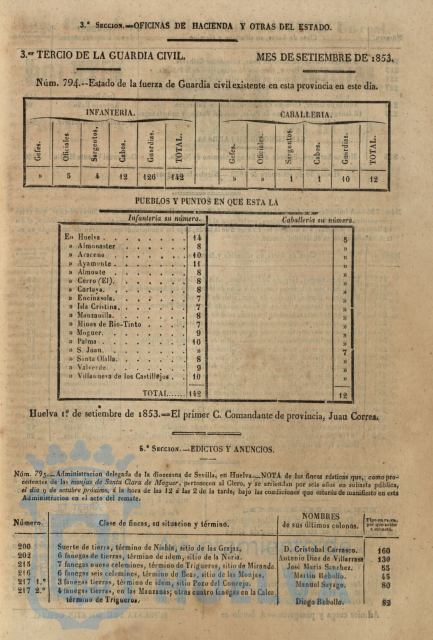 3.ª Seccion.—OFICINAS DE HACIENDA Y OTRAS DEL ESTADO.
3.er TERCIO DE LA GUARDIA CIVIL. MES DE SETIEMBRE DE 1853.
Núm. 794.--Estado de la fuerza de Guardia civil existente en esta provincia en este dia.
INFANTERIA. CABALLERIA.
Gefes. Oficiales. Sargentos. Cabos. Guardias. TOTAL. Gefes. Oficiales. Sargentos. Cabos. Guardias. TOTAL.
» 5 4 12 126 142 » » 1 1 10 12
PUEBLOS Y PUNTOS EN QUE ESTA LA
Infanteria su número. Caballeria su número.
En Huelva 14 5
» Almonaster 8 »
» Aracena 10 »
» Ayamonte 11 »
» Almonte 8 »
» Cerro (El). 8 »
» Cartaya. 8 »
» Encinasola. 7 »
» Isla Cristina. 7 »
» Manzanilla. 8 »
» Minas de Rio-Tinto 7 »
» Moguer. 9 »
» Palma 10 »
» S. Juan. » 7
» Santa Olalla. 8 »
» Valverde. 9 »
» Villanueva de los Castillejos 10 »
TOTAL 142 12
Huelva 1.º de setiembre de 1853.=El primer C. Comandante de provincia, Juan Correa.
5.ª Seccion.—EDICTOS Y ANUNCIOS.
Núm. 795.—Administracion delegada de la diocesna de Sevilla, en Huelva.—NOTA de las fincas rústicas que, como procedentes
de las monjas de Santa Clara de Moguer, pertenecen al Clero, y se arriendan por seis años en subasta pública,
el dia 9 de octubre próximo, á la hora de las 12 á las 2 de la tarde, bajo las condiciones que estarán de manifiesto en esta
Administracion en el acto del remate.
Número. Clase de fincas, su situacion y término. NOMBRES de sus últimos colonos.
200 Suerte de tierra, término de Niebla, sitio de las Grajas, D. Cristobal Carrasco. 160
202 6 fanegas de tierras, término de idem, sitio de la Noria. Antonio Diaz de Villarrasa 130
215 7 fanegas nueve celemines, término de Trigueros, sitio de Miranda José Maria Sanchez. 55
216 6 fanegas seis celemines, término de Beas, sitio de las Monjas. Martin Rebollo. 45
217 1.º 3 fanegas tierras, término de idem, sitio Pozo del Concejo. Manuel Sayago. 80
217 2.º 4 fanegas tierras, en las Manzanas; otras cuatro fanegas en la Calco,
término de Trigueros. Diego Rebollo. 82